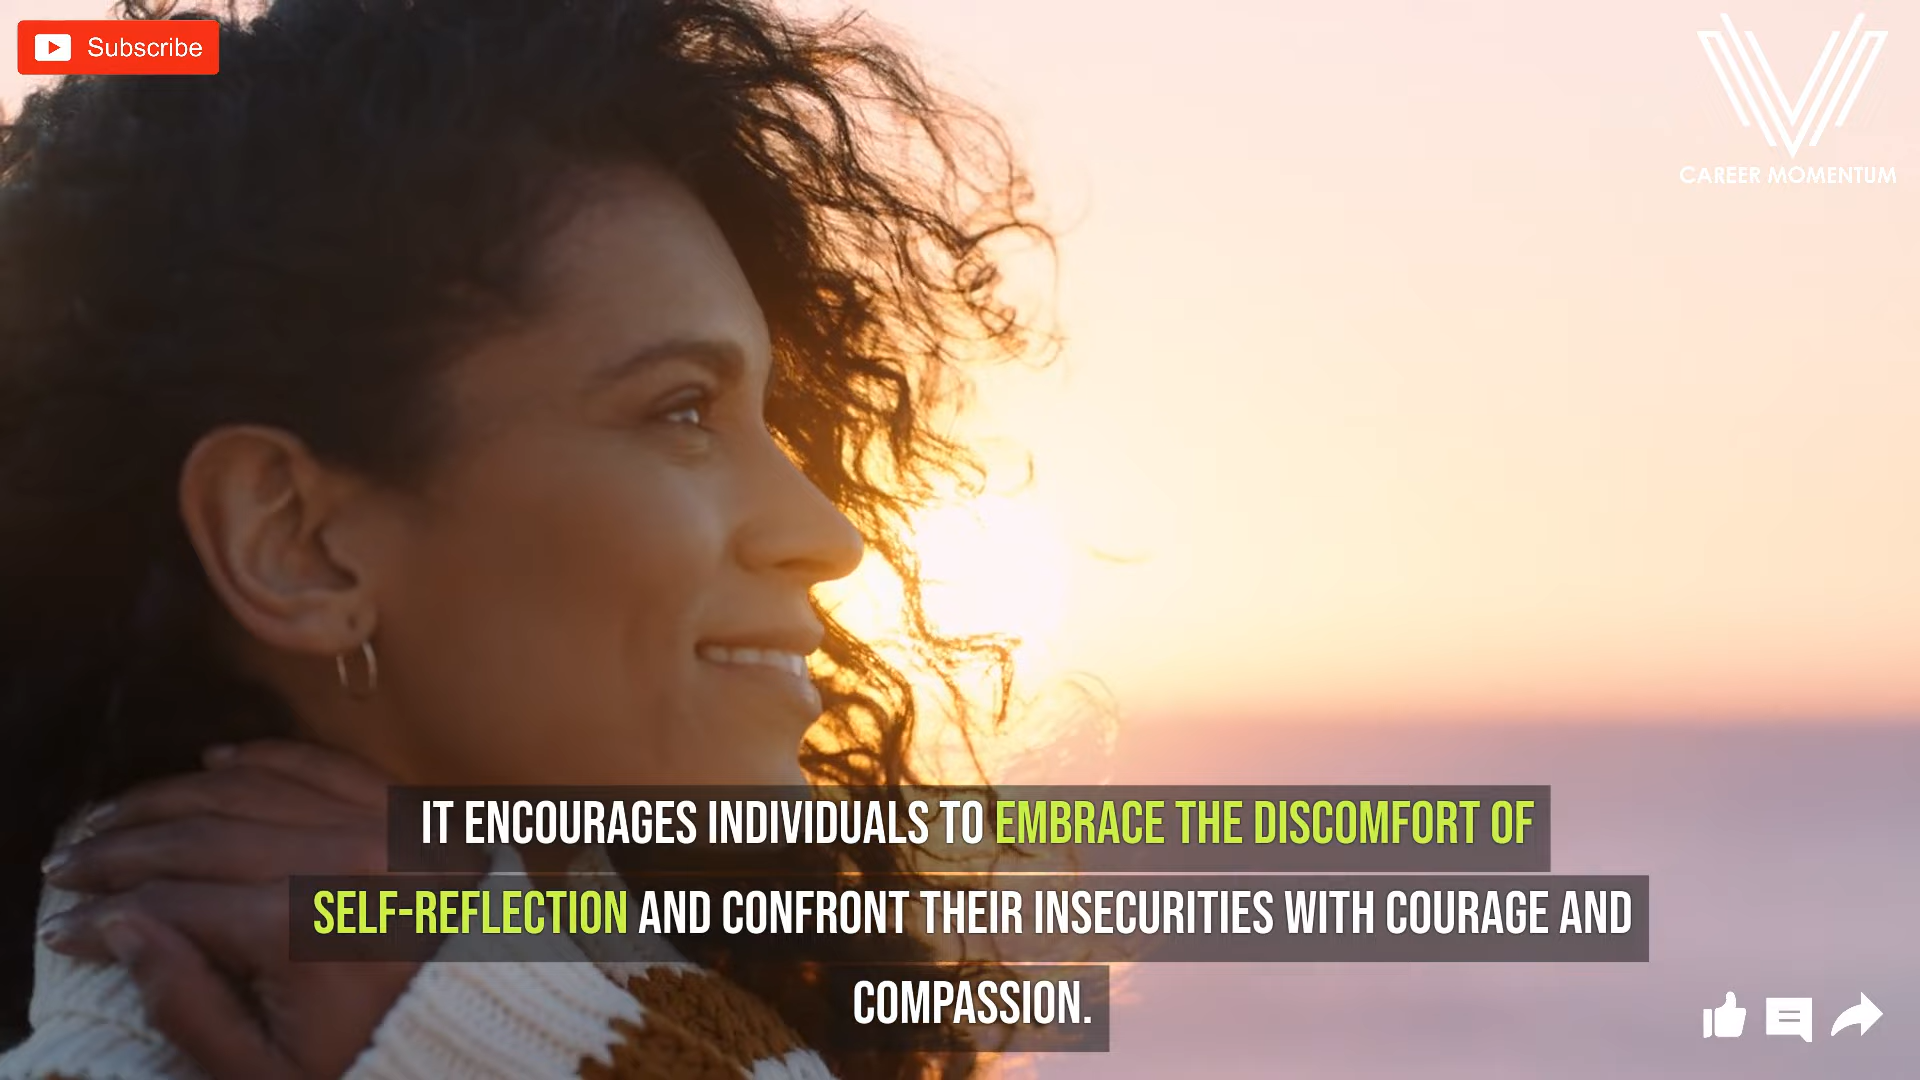 Subscribe
CAREER MOMENTUM
IT ENCOURAGES INDIVIDUALS TO EMBRACE THE DISCOMFORT OF
SELF-REFLECTION AND CONFRONT THEIR INSECURITIES WITH COURAGE AND
COMPASSION.